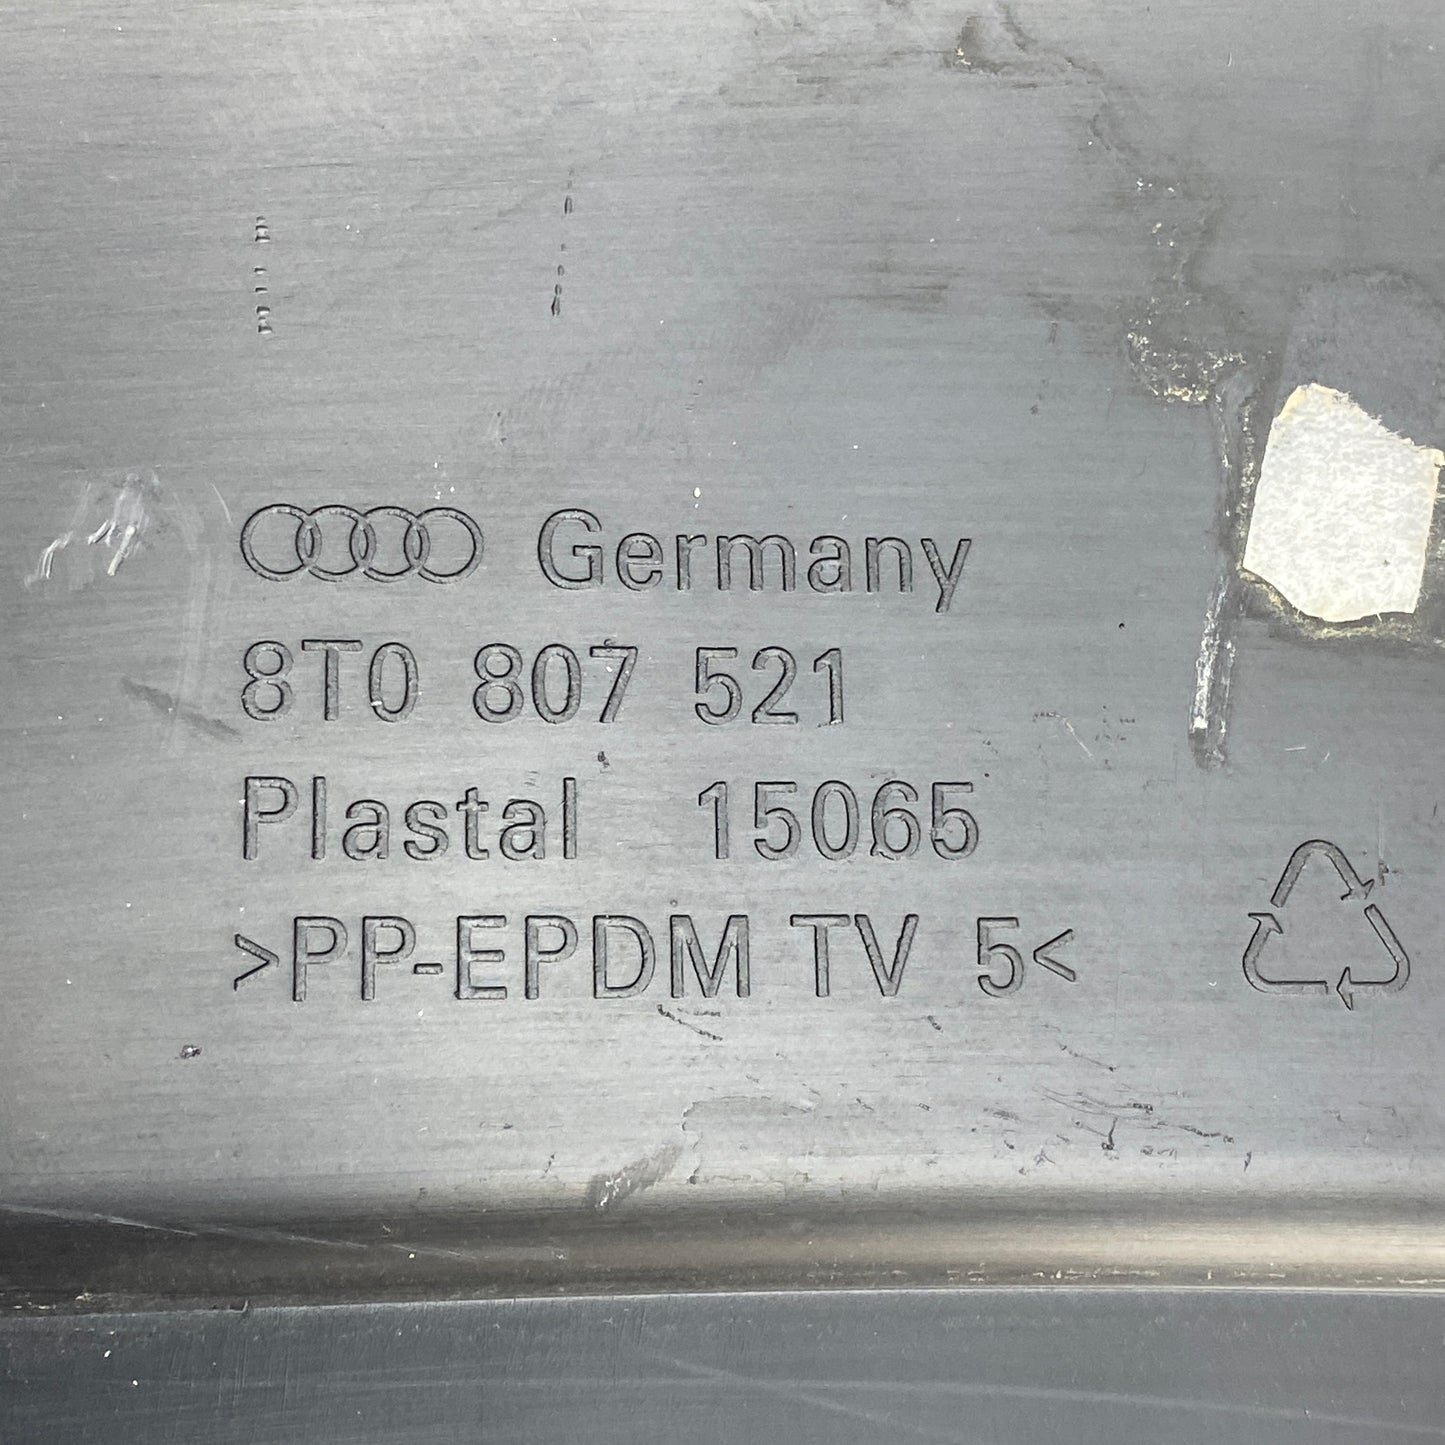 Germany
8T0 807 521
Plastal 15065
>PP-EPDM TV 5<